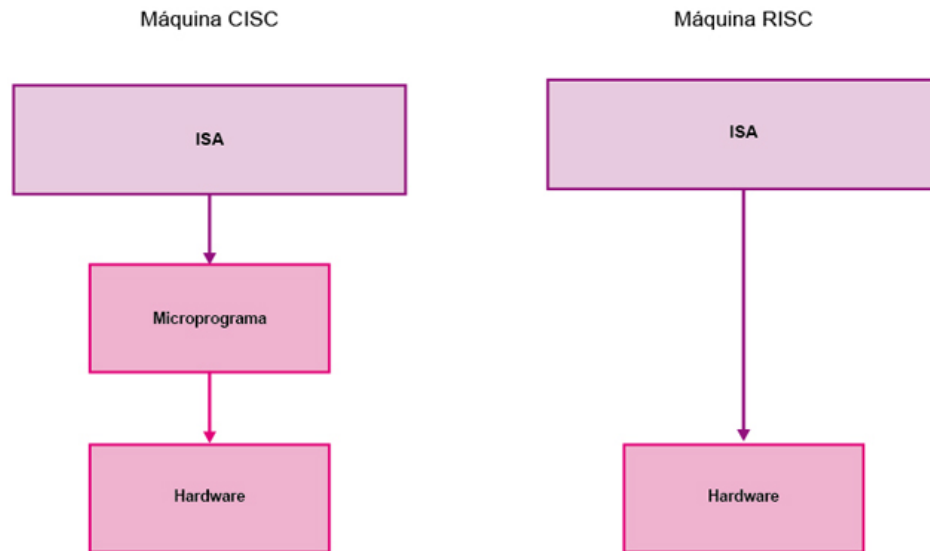 Máquina CISC
Máquina RISC
ISA
ISA
Microprograma
Hardware
Hardware